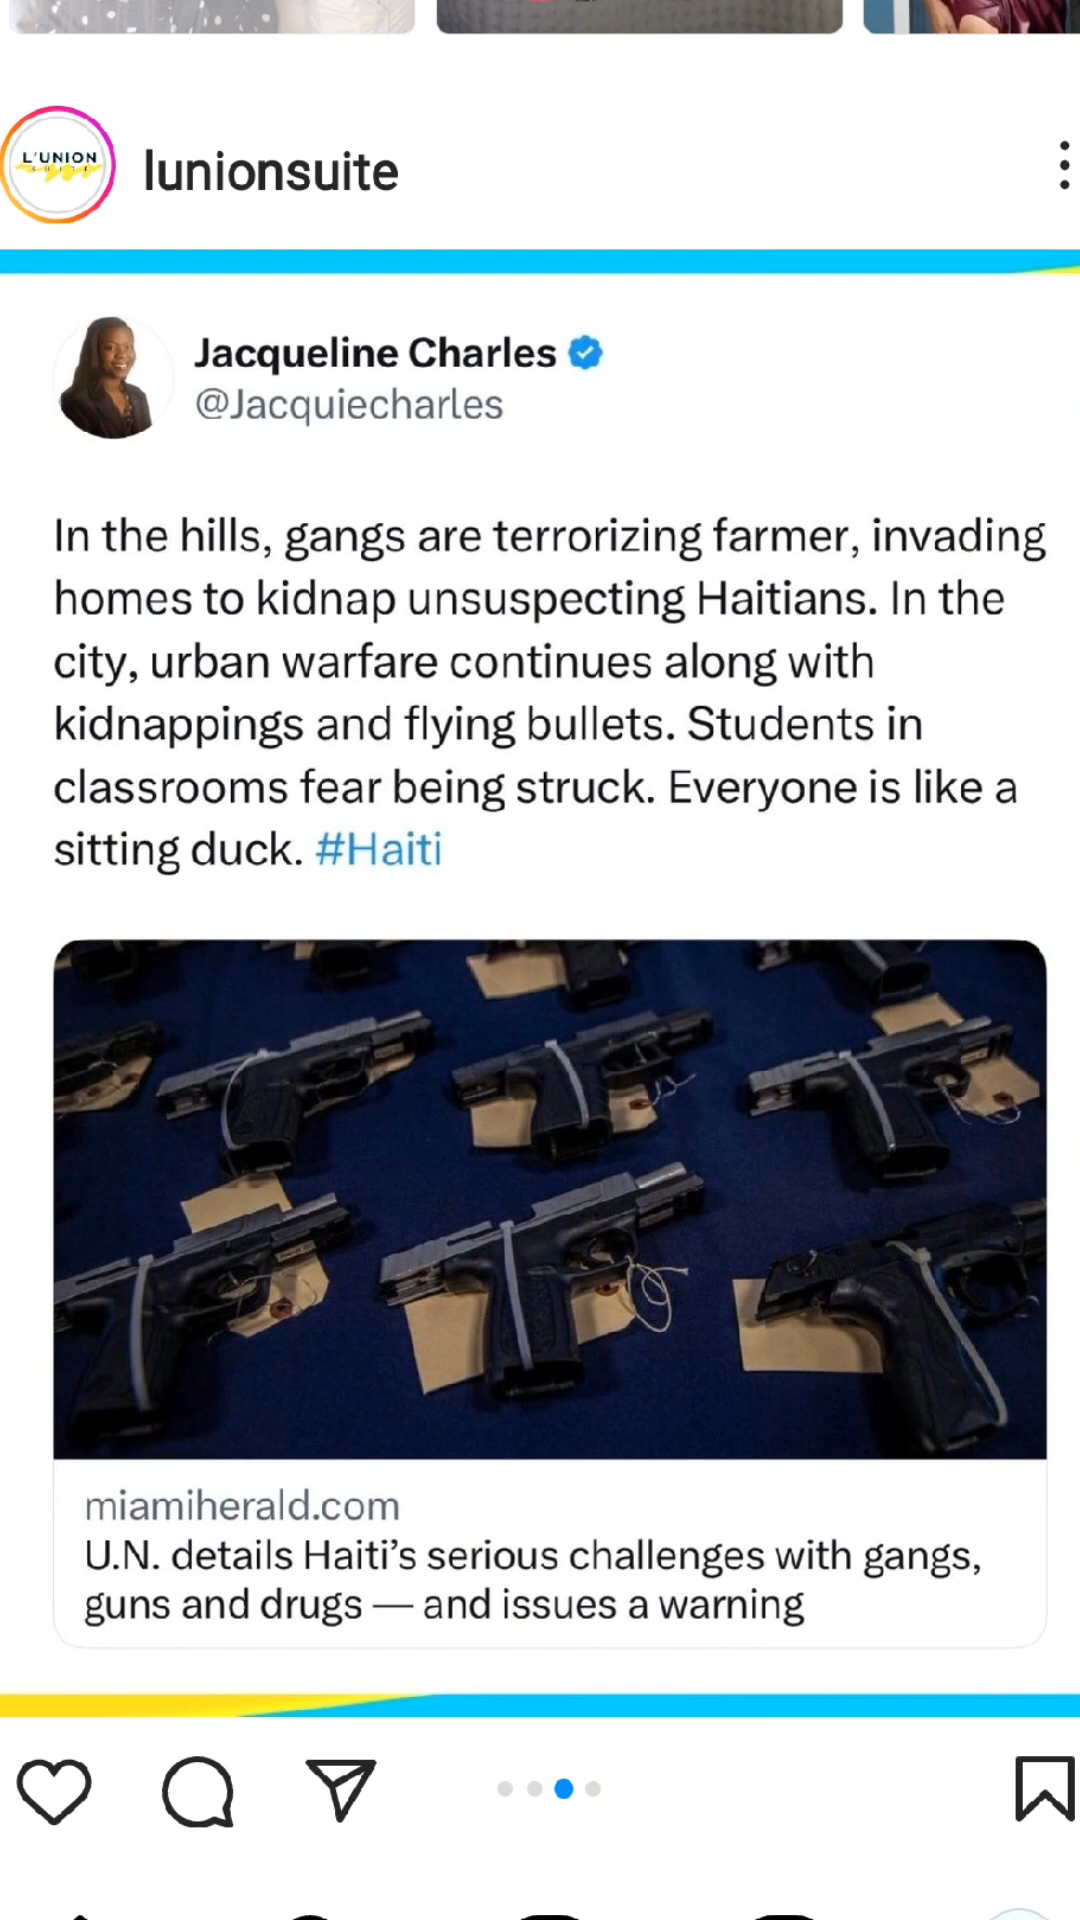 L'UNION
lunionsuite
Jacqueline Charles
@Jacquiecharles
In the hills, gangs are terrorizing farmer, invading
homes to kidnap unsuspecting Haitians. In the
city, urban warfare continues along with
kidnappings and flying bullets. Students in
classrooms fear being struck. Everyone is like a
sitting duck. #Haiti
miamiherald.com
U.N. details Haiti’s serious challenges with gangs,
guns and drugs — and issues a warning